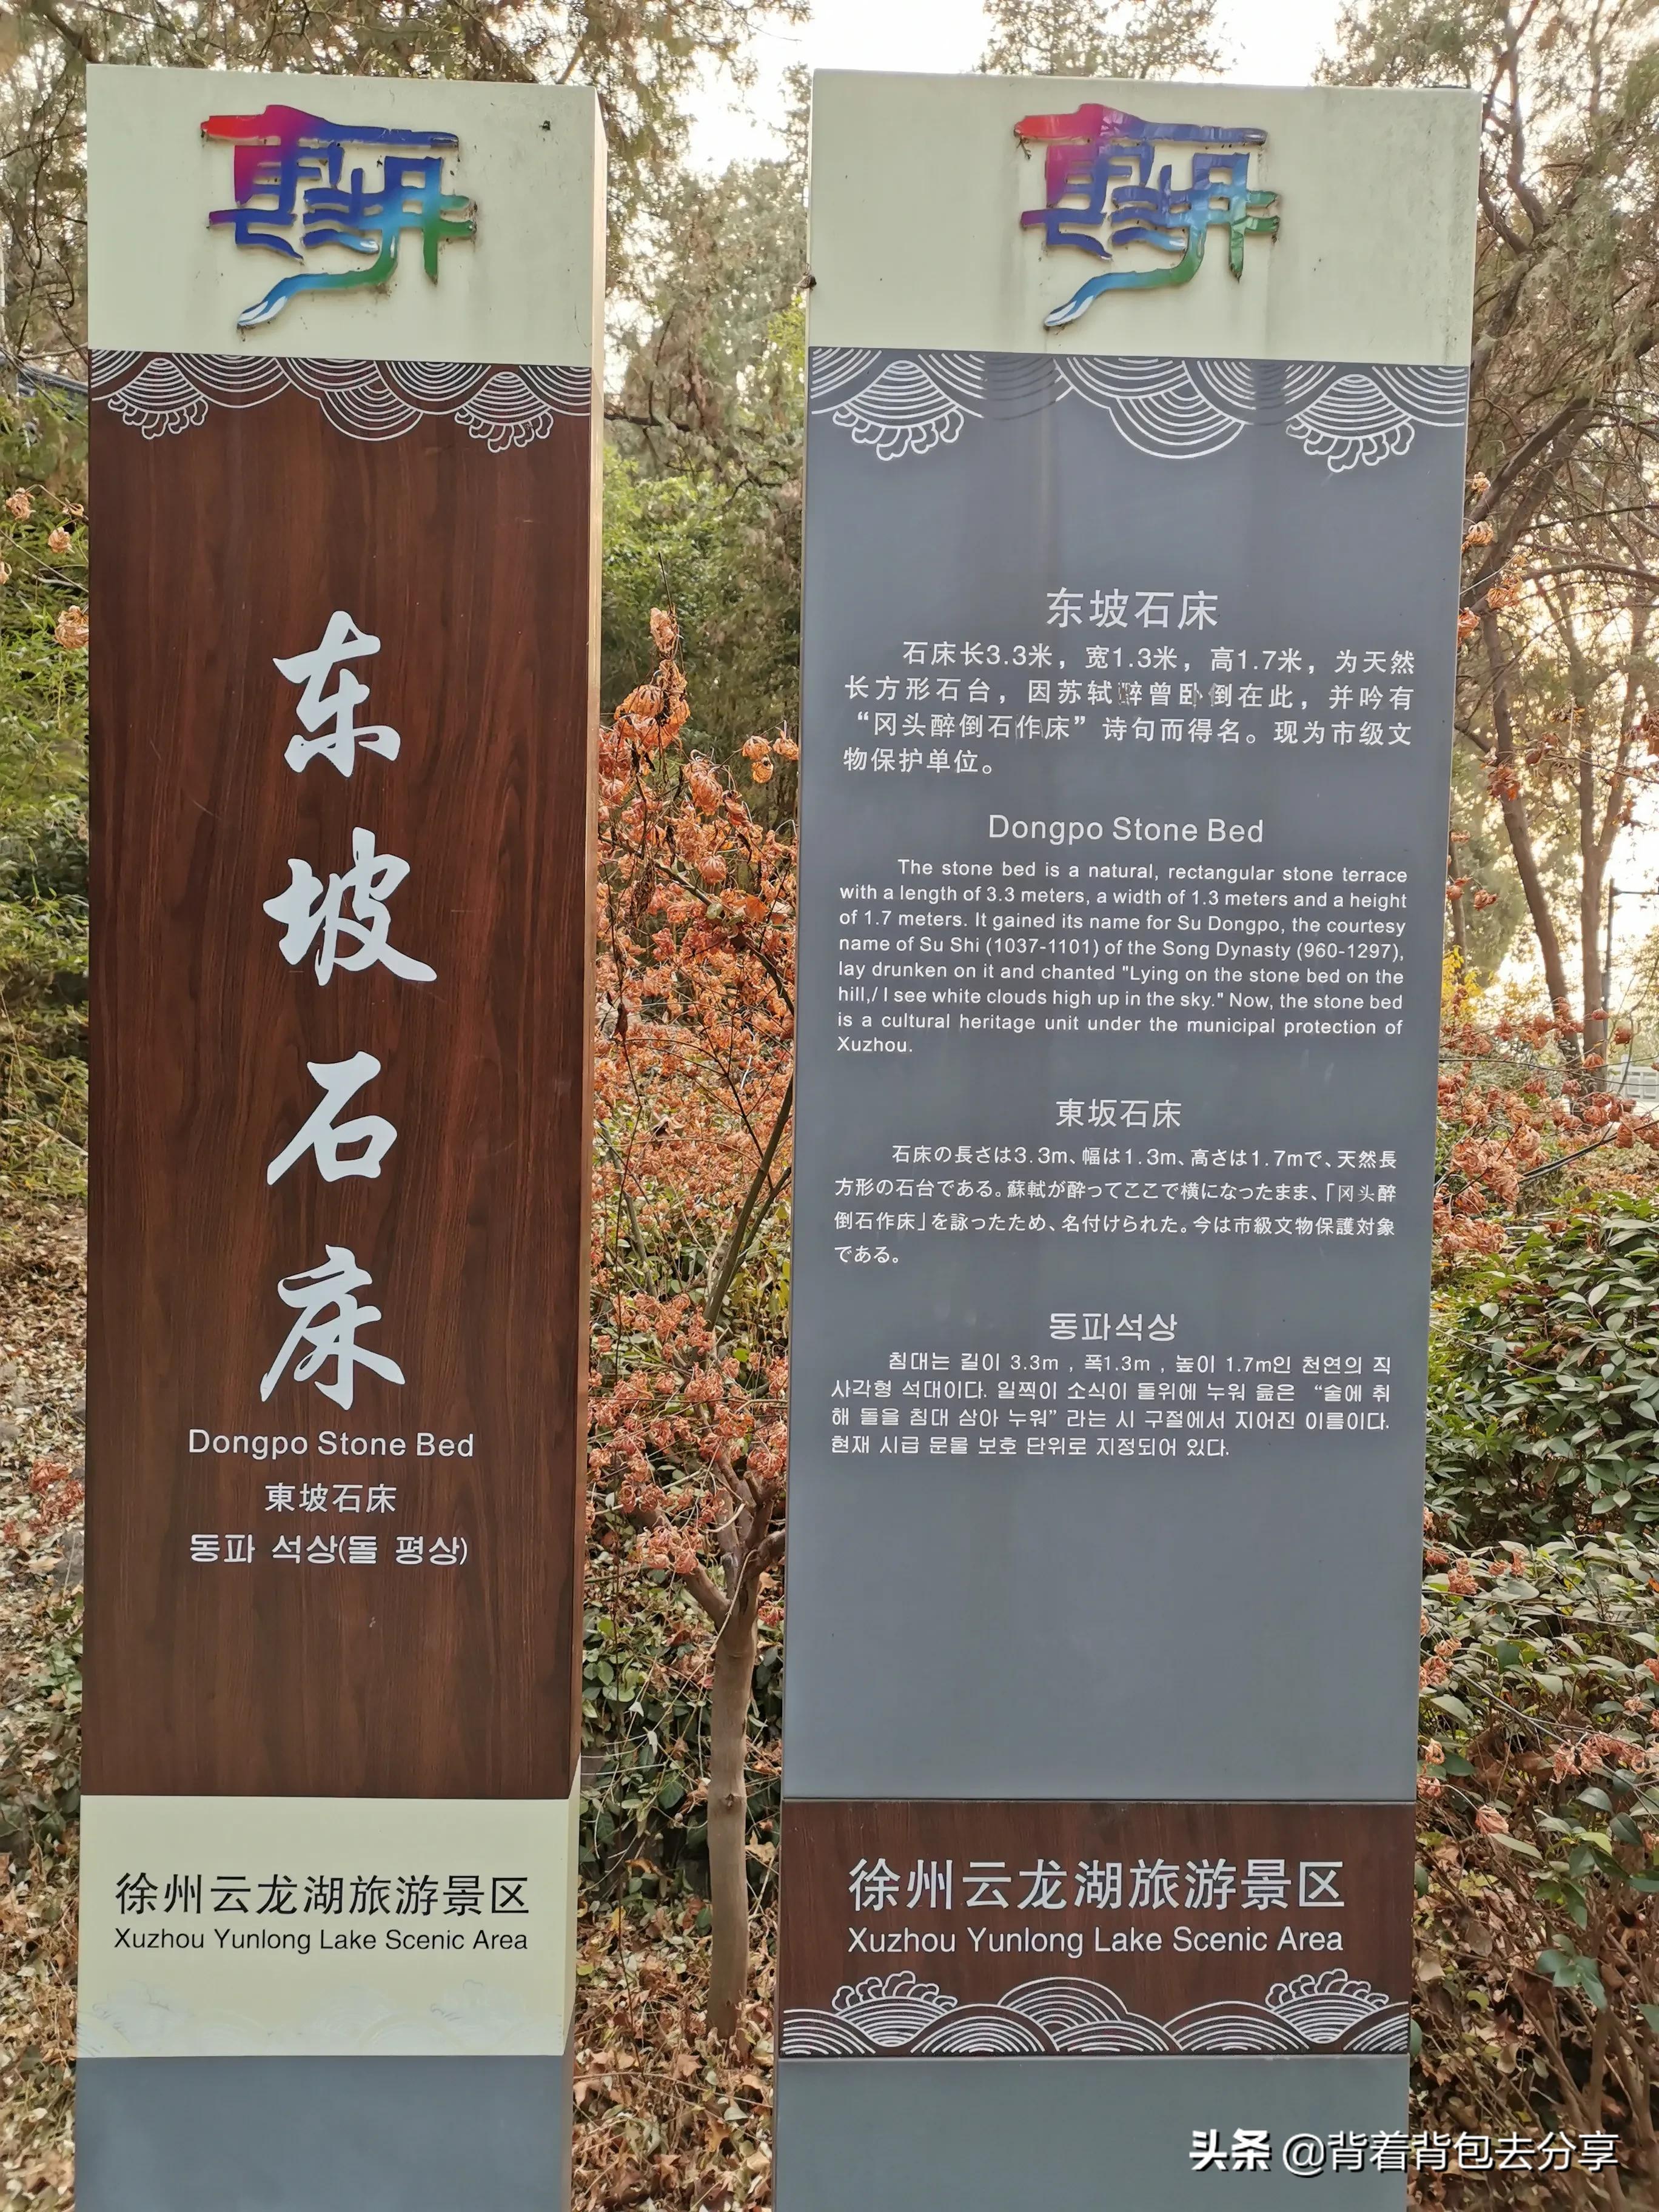 东
坡
石
床
Dongpo Stone Bed
東坡石床
동파 석상(돌 평상)
徐州云龙湖旅游景区
Xuzhou Yunlong Lake Scenic Area
东坡石床
石床长3.3米，宽1.3米，高1.7米，为天然
长方形石台，因苏轼醉曾卧倒在此，并吟有
“冈头醉倒石作床”诗句而得名。现为市级文
物保护单位。
Dongpo Stone Bed
The stone bed is a natural, rectangular stone terrace
with a length of 3.3 meters, a width of 1.3 meters and a height
of 1.7 meters. It gained its name for Su Dongpo, the courtesy
name of Su Shi (1037-1101) of the Song Dynasty (960-1297),
lay drunken on it and chanted "Lying on the stone bed on the
hill,/ I see white clouds high up in the sky." Now, the stone bed
is a cultural heritage unit under the municipal protection of
Xuzhou.
東坂石床
石床の長さは3.3m、幅は1.3m、高さは1.7mで、天然長
方形の石台である。蘇軾が酔ってここで横になったまま、「冈头醉
倒石作床」を詠ったため、名付けられた。今は市級文物保護対象
である。
동파석상
침대는 길이 3.3m , 폭1.3m , 높이 1.7m인 천연의 직
사각형 석대이다. 일찍이 소식이 돌위에 누워 읊은 “술에 취
해 돌을 침대 삼아 누워”라는 시 구절에서 지어진 이름이다.
현재 시급 문물 보호 단위로 지정되어 있다.
徐州云龙湖旅游景区
Xuzhou Yunlong Lake Scenic Area
头条 @背着背包去分享